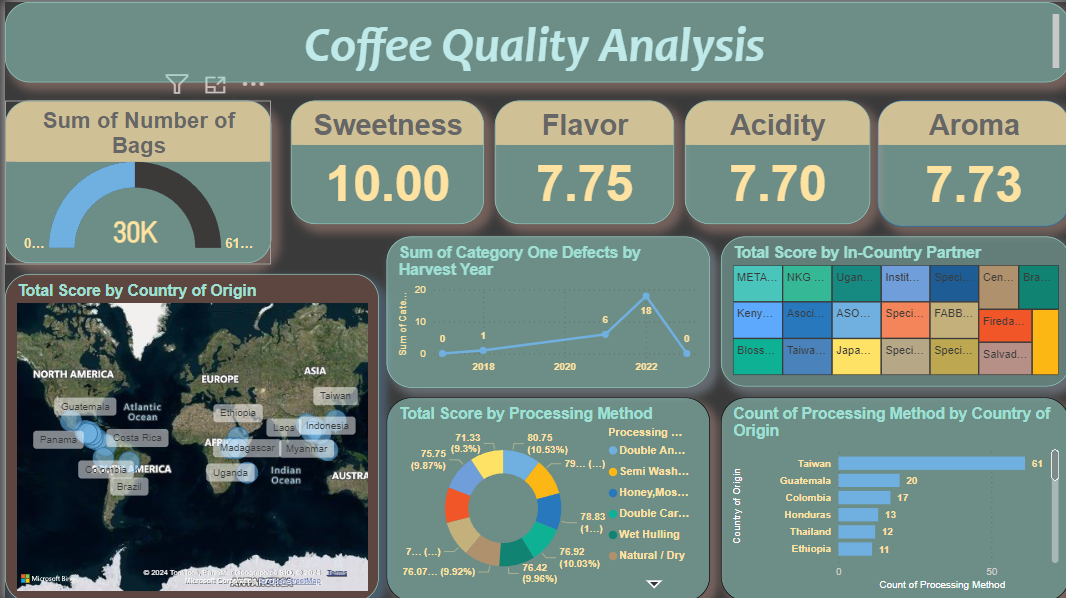 Coffee Quality Analysis
Sum of Number of
Bags
30K
0...
61...
Sweetness
10.00
Flavor
7.75
Acidity
7.70
Aroma
7.73
Total Score by Country of Origin
NORTH AMERICA
EUROPE
ASIA
Atlantic
Ocean
Guatemala
Panama
Costa Rica
Colombia
AMERICA
Brazil
Ethiopia
Madagascar
Uganda
Laos
Taiwan
Indonesia
Myanmar
Indian
Ocean
AUSTRA
Microsoft
© 2024
Microsoft Corporation
Terms
Sum of Category One Defects by
Harvest Year
Sum of Cate...
20
10
0
0
1
6
18
0
2018
2020
2022
Total Score by In-Country Partner
META...
NKG ...
Ugan...
Instit...
Speci...
Cen...
Bra...
Keny...
Asoci...
ASO...
Speci...
FABB...
Fireda...
Bloss...
Taiwa...
Japa...
Speci...
Speci...
Salvad...
Total Score by Processing Method
80.75
(10.53%)
79... (...)
78.83
(1...)
76.92
(10.03%)
76.42
(9.96%)
76.07... (9.92%)
7... (...)
75.75
(9.87%)
71.33
(9.3%)
Processing ...
Double An...
Semi Wash...
Honey,Mos...
Double Car...
Wet Hulling
Natural / Dry
Count of Processing Method by Country of
Origin
Country of Origin
Taiwan 61
Guatemala 20
Colombia 17
Honduras 13
Thailand 12
Ethiopia 11
0
50
Count of Processing Method